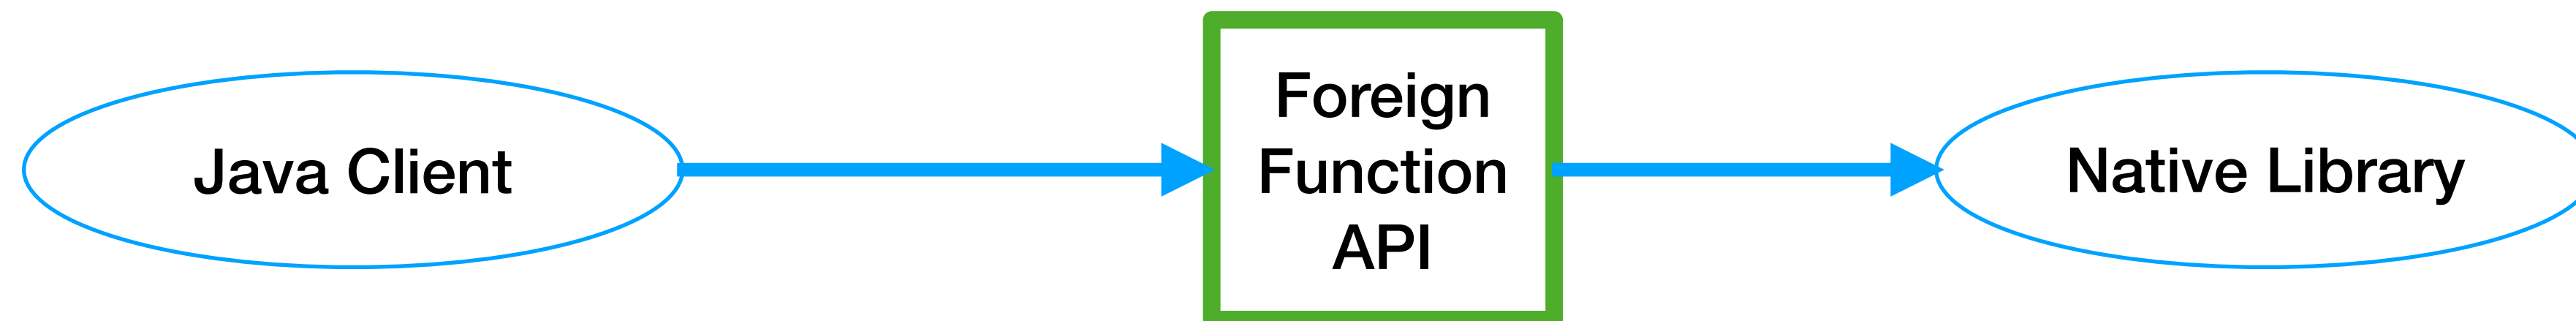 Java Client
Foreign
Function
API
Native Library